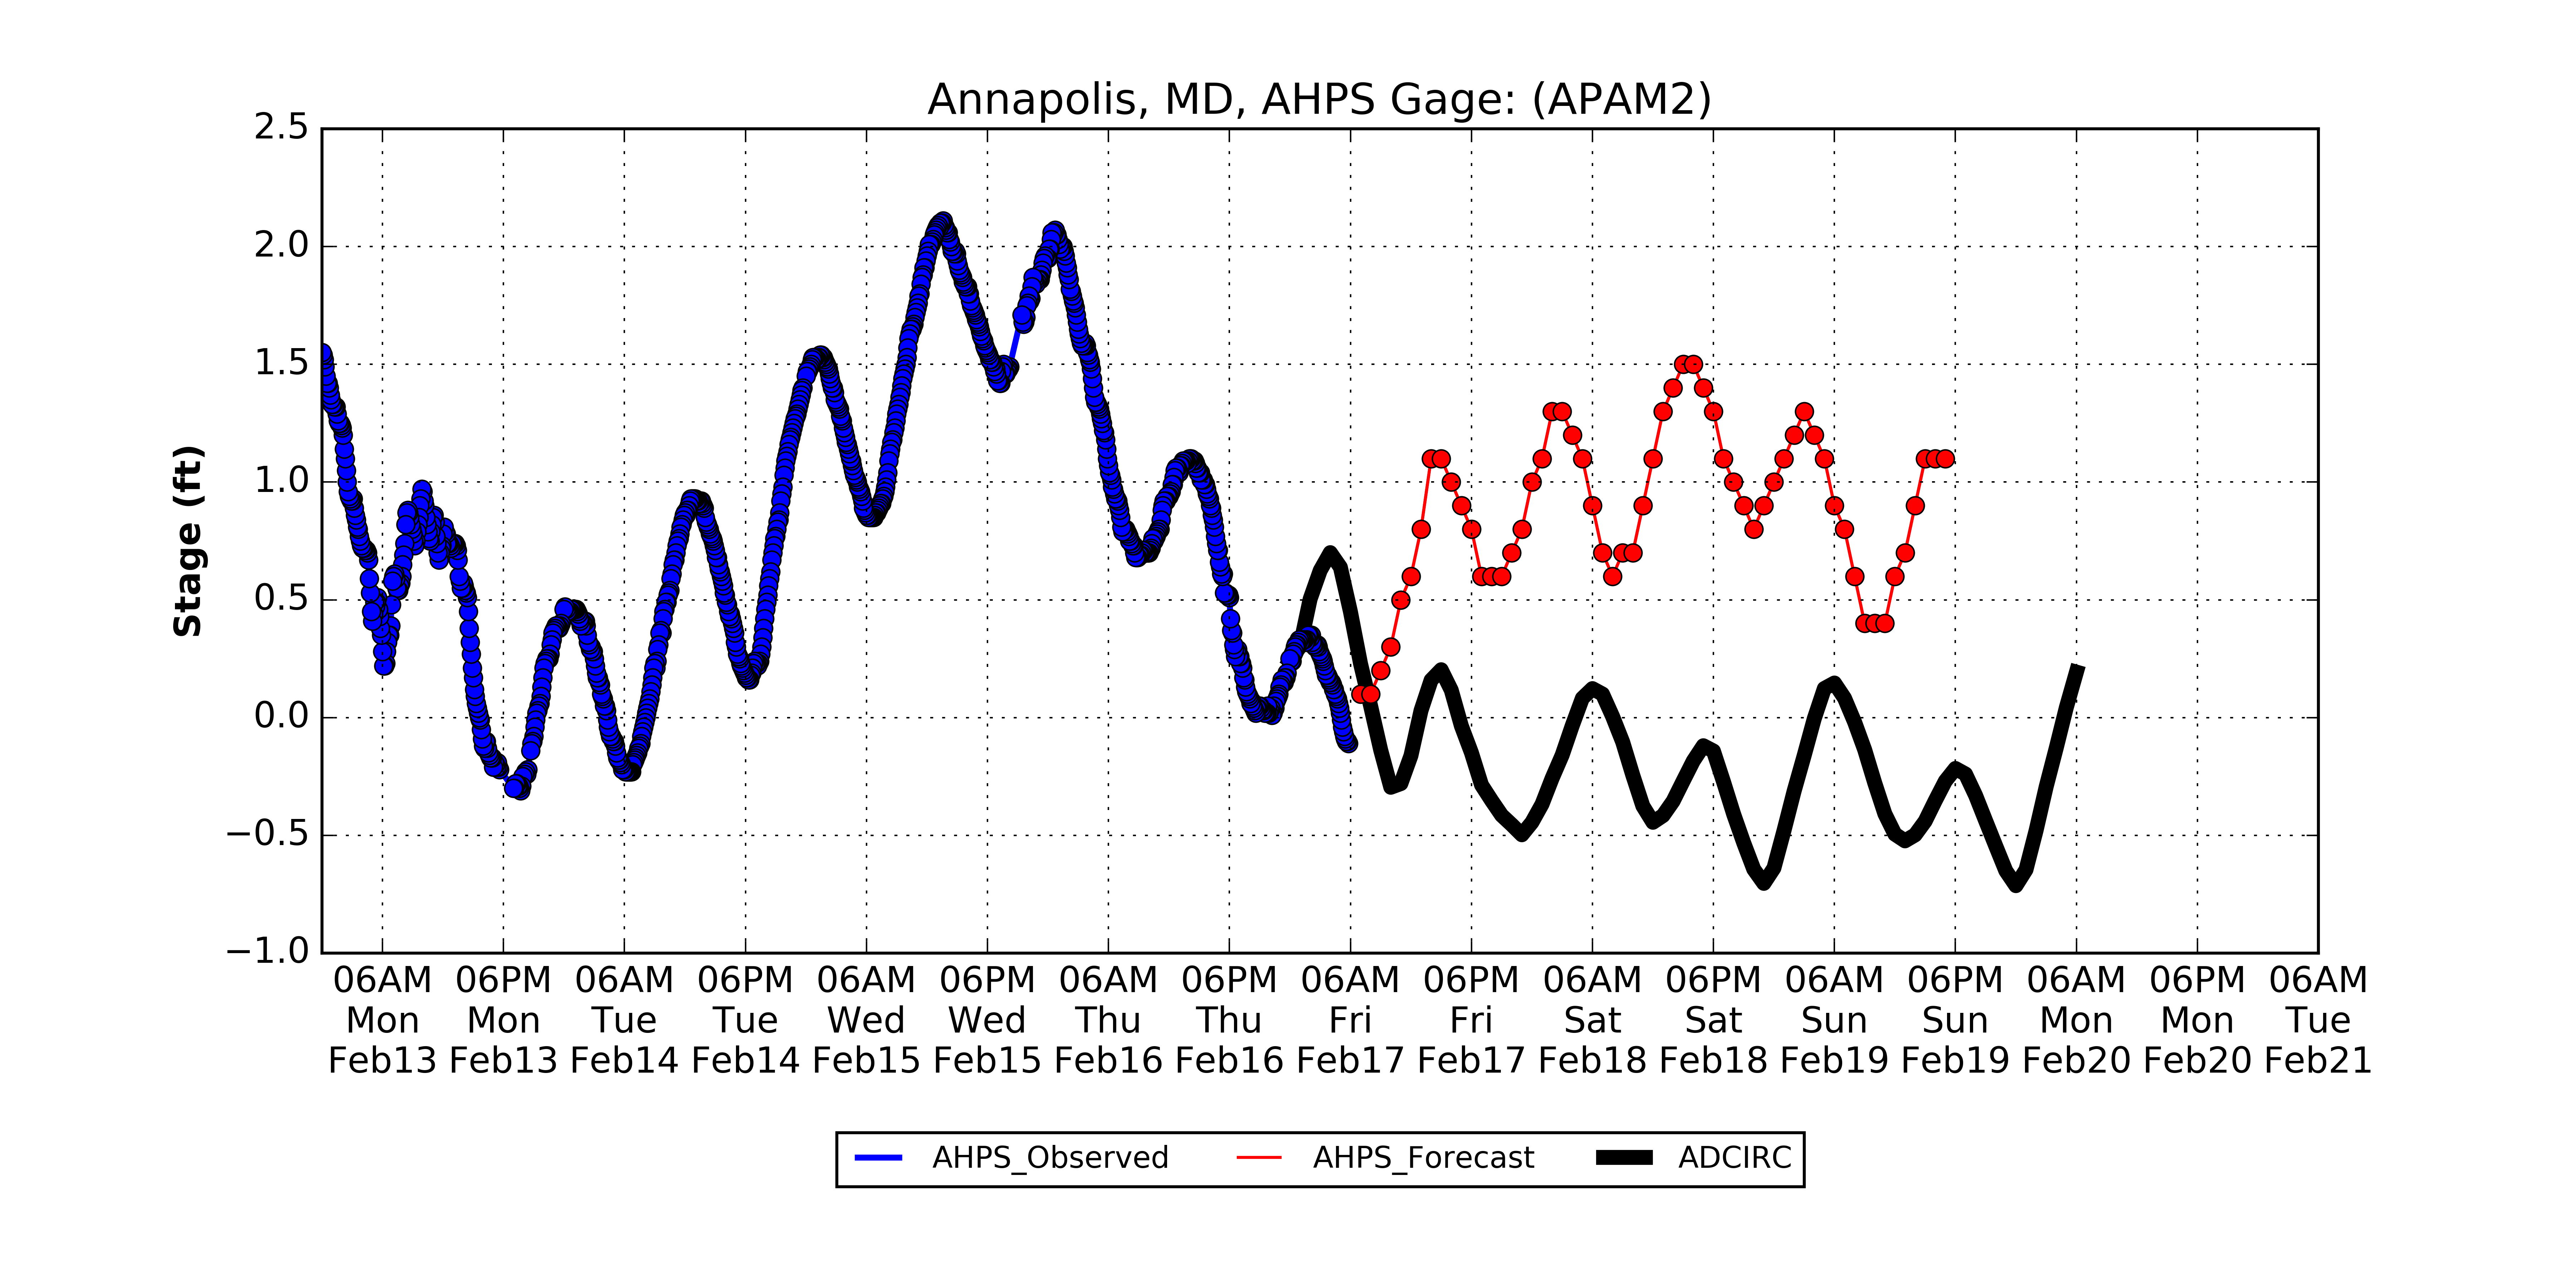 Annapolis, MD, AHPS Gage: (APAM2)
2.5
2.0
1.5
1.0
0.5
0.0
−0.5
−1.0
Stage (ft)
06AM 06PM 06AM 06PM 06AM 06PM 06AM 06PM 06AM 06PM 06AM 06PM 06AM 06PM 06AM 06PM 06AM
Mon Mon Tue Tue Wed Wed Thu Thu Fri Fri Sat Sat Sun Sun Mon Mon Tue
Feb13 Feb13 Feb14 Feb14 Feb15 Feb15 Feb16 Feb16 Feb17 Feb17 Feb18 Feb18 Feb19 Feb19 Feb20 Feb20 Feb21
AHPS_Observed AHPS_Forecast ADCIRC